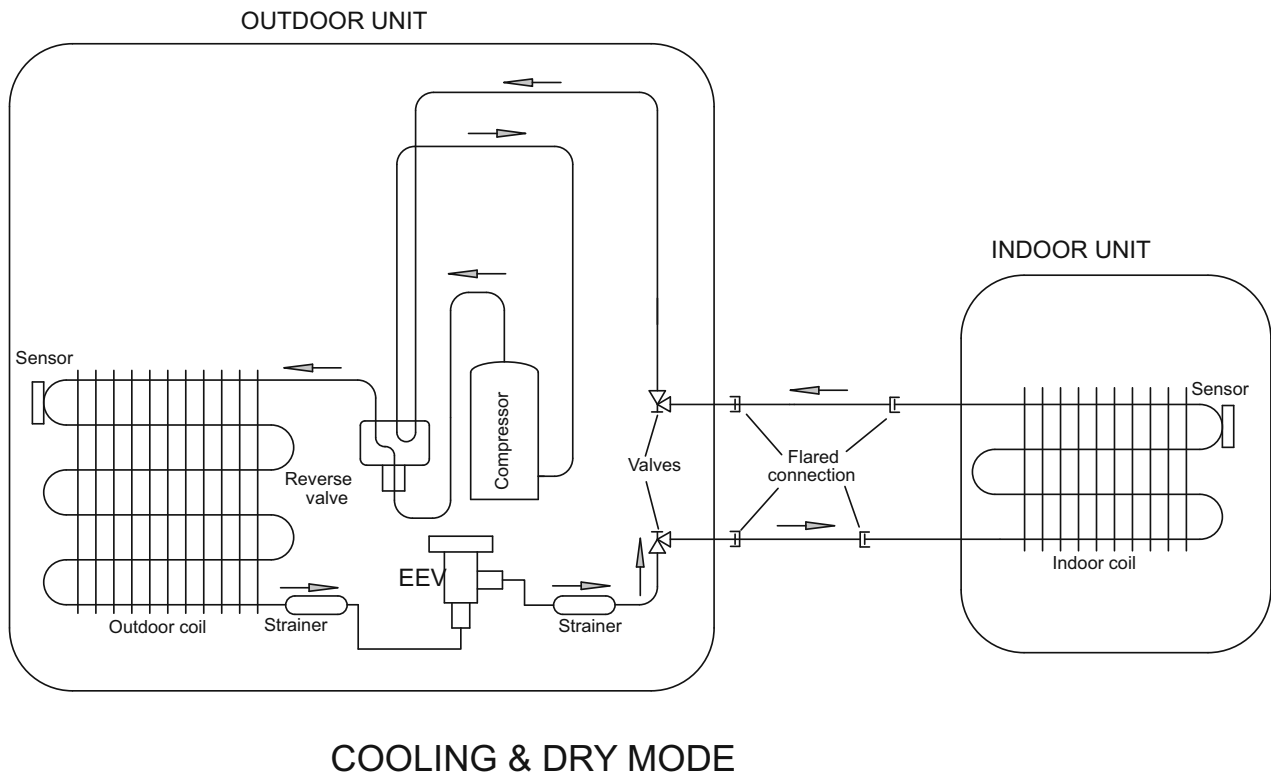 OUTDOOR UNIT
INDOOR UNIT
Sensor
Compressor
Sensor
Reverse
valve
Valves
Flared
connection
EEV
Indoor coil
Outdoor coil
Strainer
Strainer
COOLING & DRY MODE